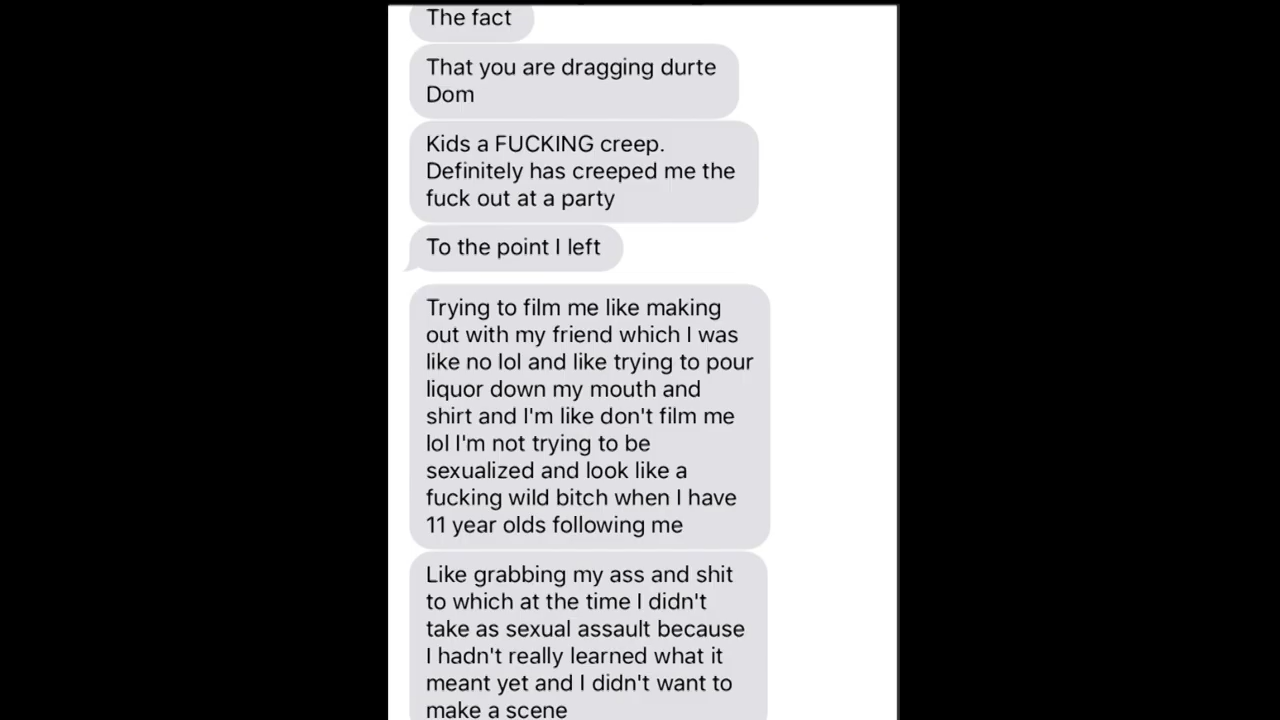 The fact
That you are dragging durte
Dom
Kids a FUCKING creep.
Definitely has creeped me the
fuck out at a party
To the point I left
Trying to film me like making
out with my friend which I was
like no lol and like trying to pour
liquor down my mouth and
shirt and I'm like don't film me
lol I'm not trying to be
sexualized and look like a
fucking wild bitch when I have
11 year olds following me
Like grabbing my ass and shit
to which at the time I didn't
take as sexual assault because
I hadn't really learned what it
meant yet and I didn't want to
make a scene